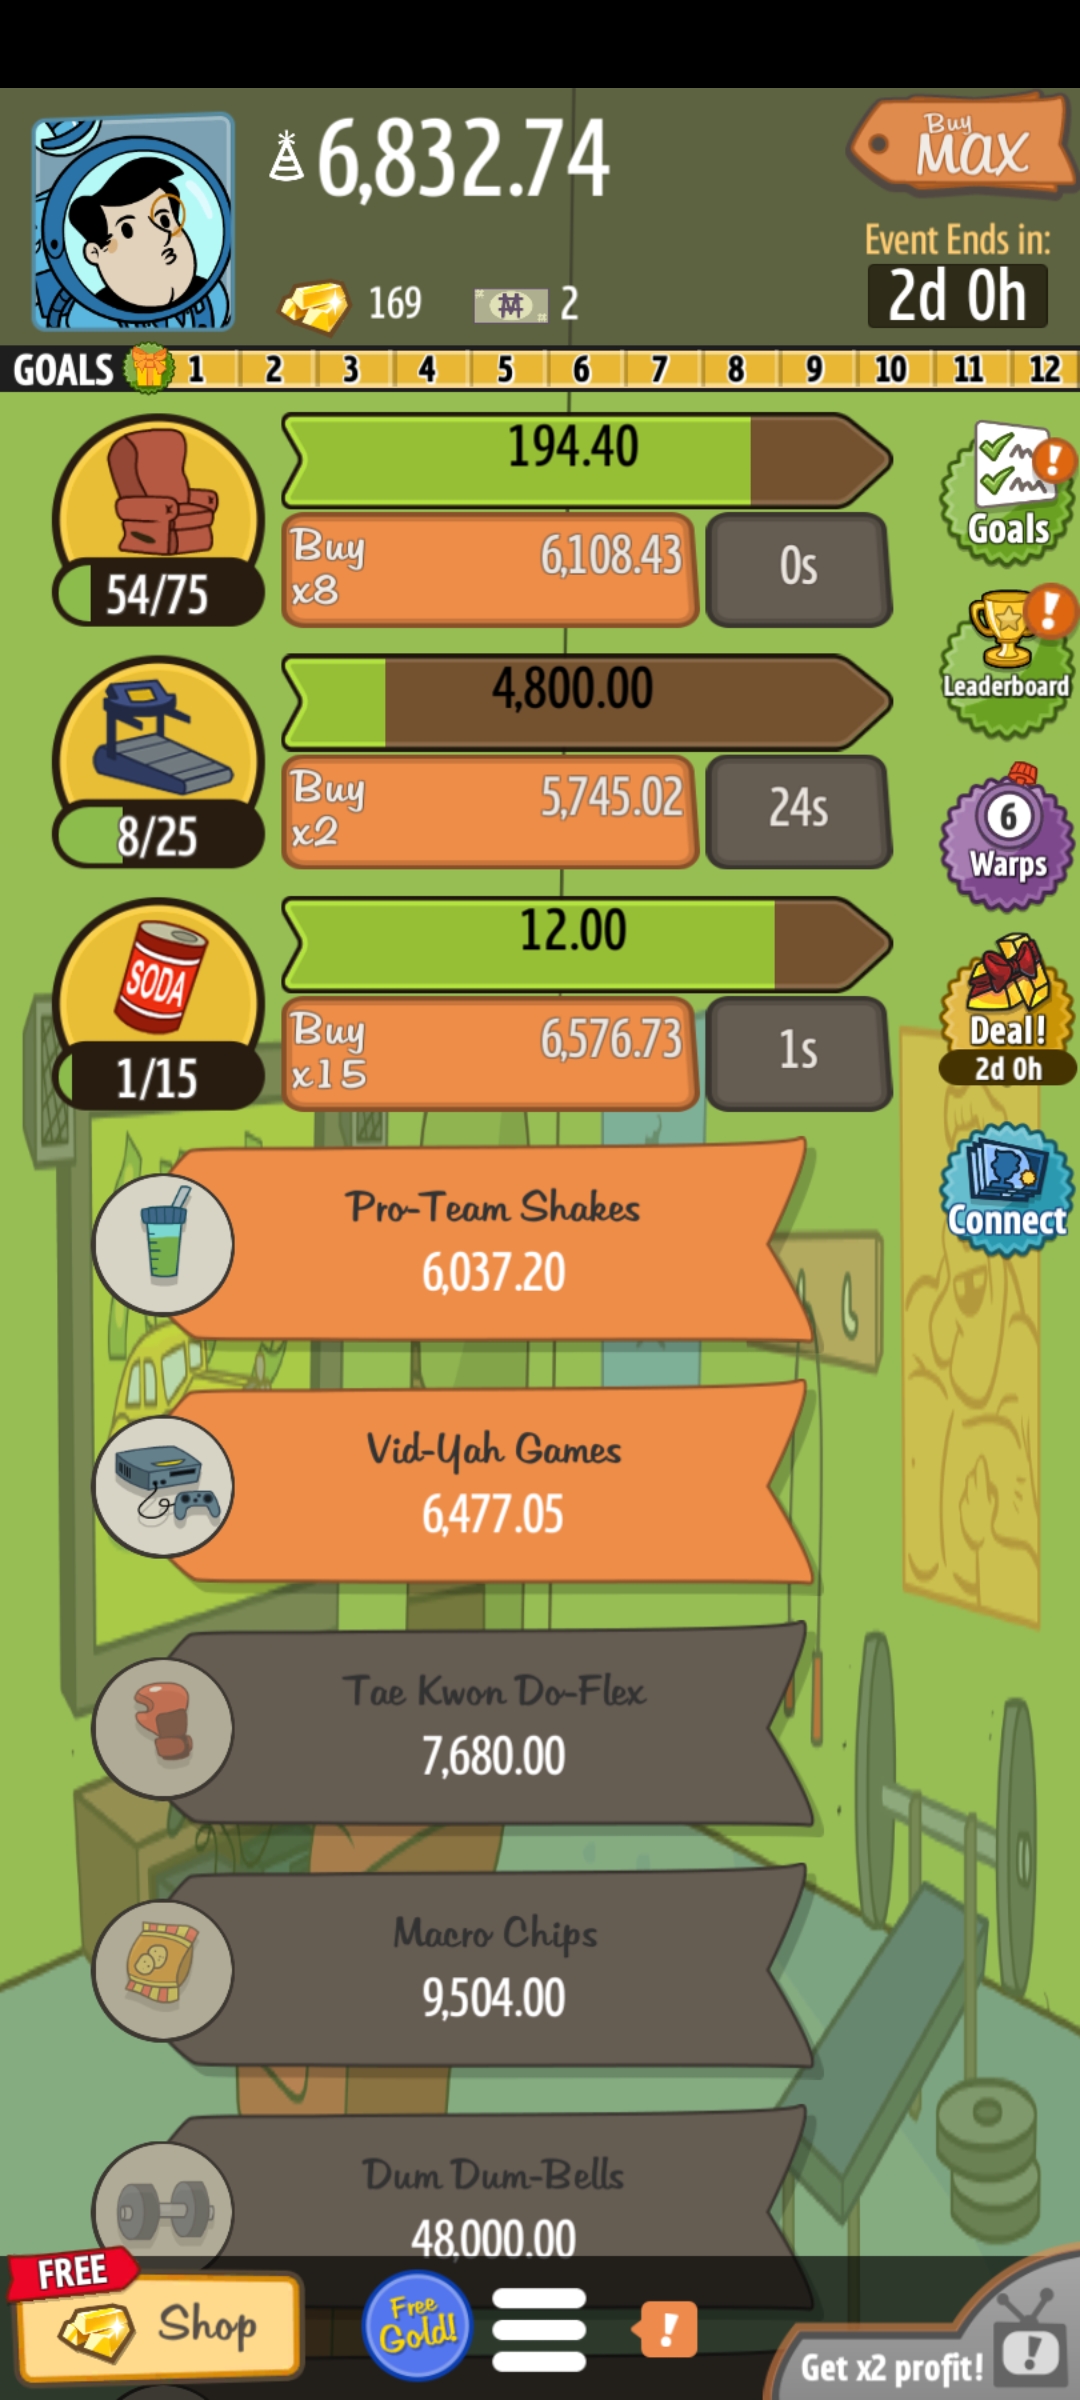 6,832.74
Buy
MAX
169
2
Event Ends in:
2d 0h
GOALS 1 2 3 4 5 6 7 8 9 10 11 12
194.40
Buy
x8
6,108.43
0s
54/75
Goals
4,800.00
Buy
x2
5,745.02
24s
8/25
Leaderboard
6
Warps
12.00
SODA
Buy
x15
6,576.73
1s
1/15
Deal!
2d 0h
Pro-Team Shakes
6,037.20
Connect
Vid-Yah Games
6,477.05
Tae Kwon Do-Flex
7,680.00
Macro Chips
9,504.00
Dum Dum-Bells
48,000.00
FREE
Shop
Free
Gold!
!
Get x2 profit!